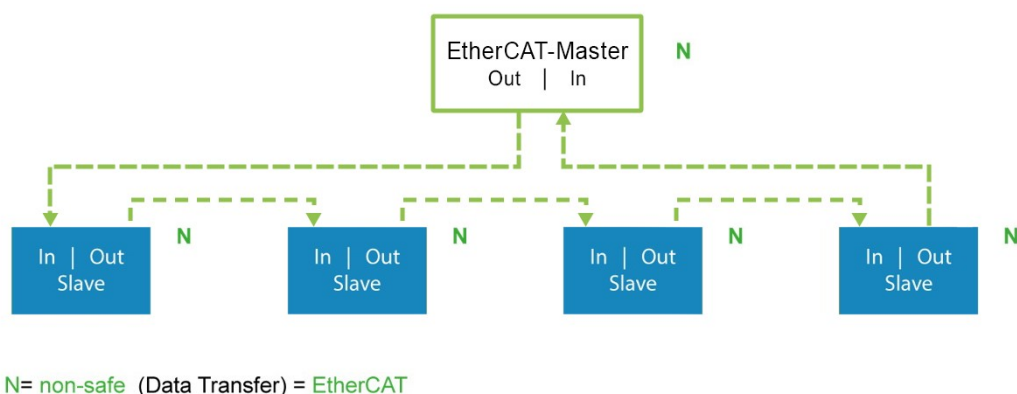 EtherCAT-Master
Out | In
N
In | Out
Slave
N
In | Out
Slave
N
In | Out
Slave
N
In | Out
Slave
N
N= non-safe (Data Transfer) = EtherCAT